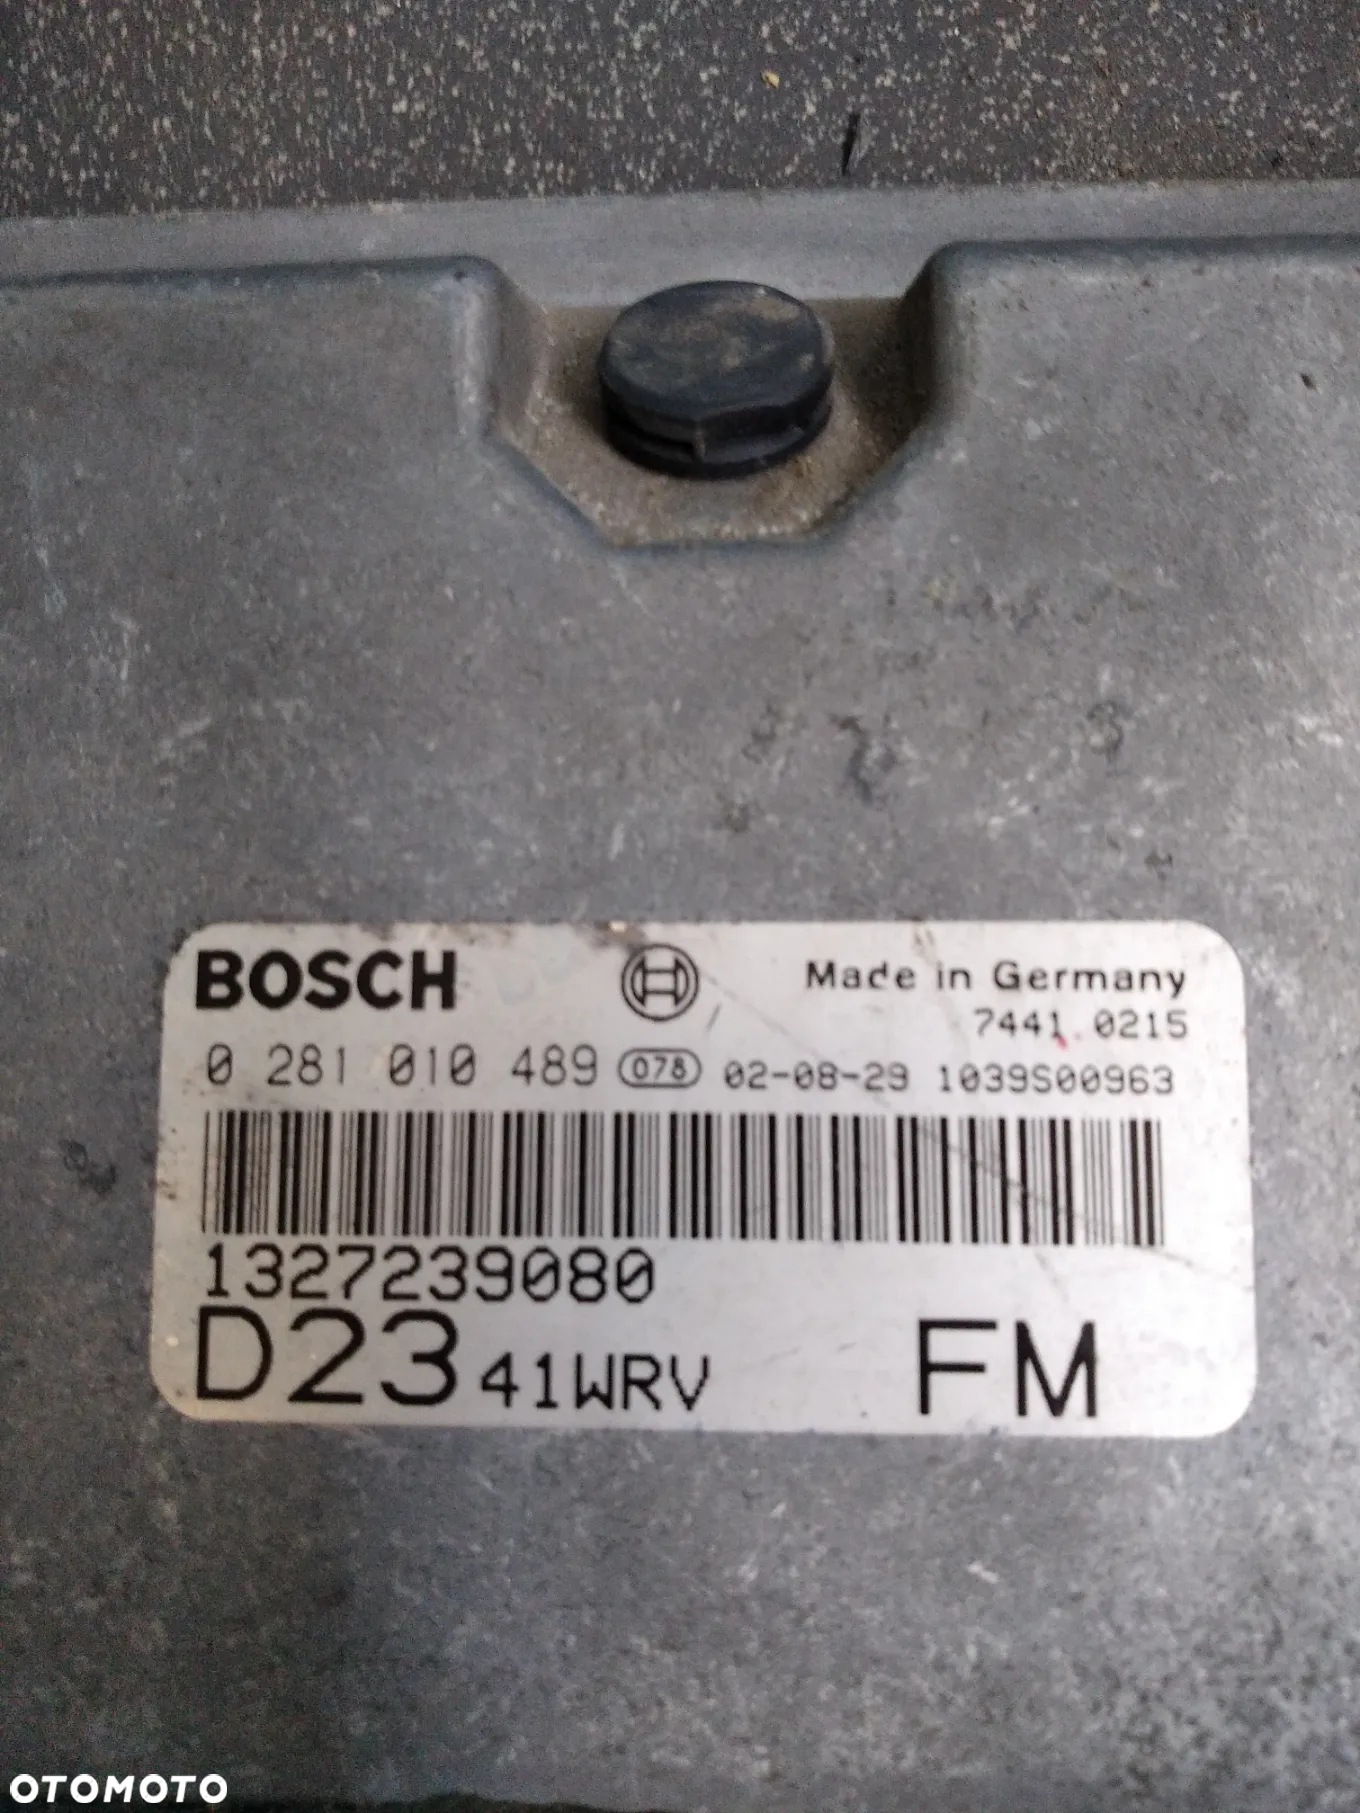 BOSCH
Made in Germany
7441.0215
0 281 010 489 078 02-08-29 1039S00963
1327239080
D23 41WRV FM
OTOMOTO